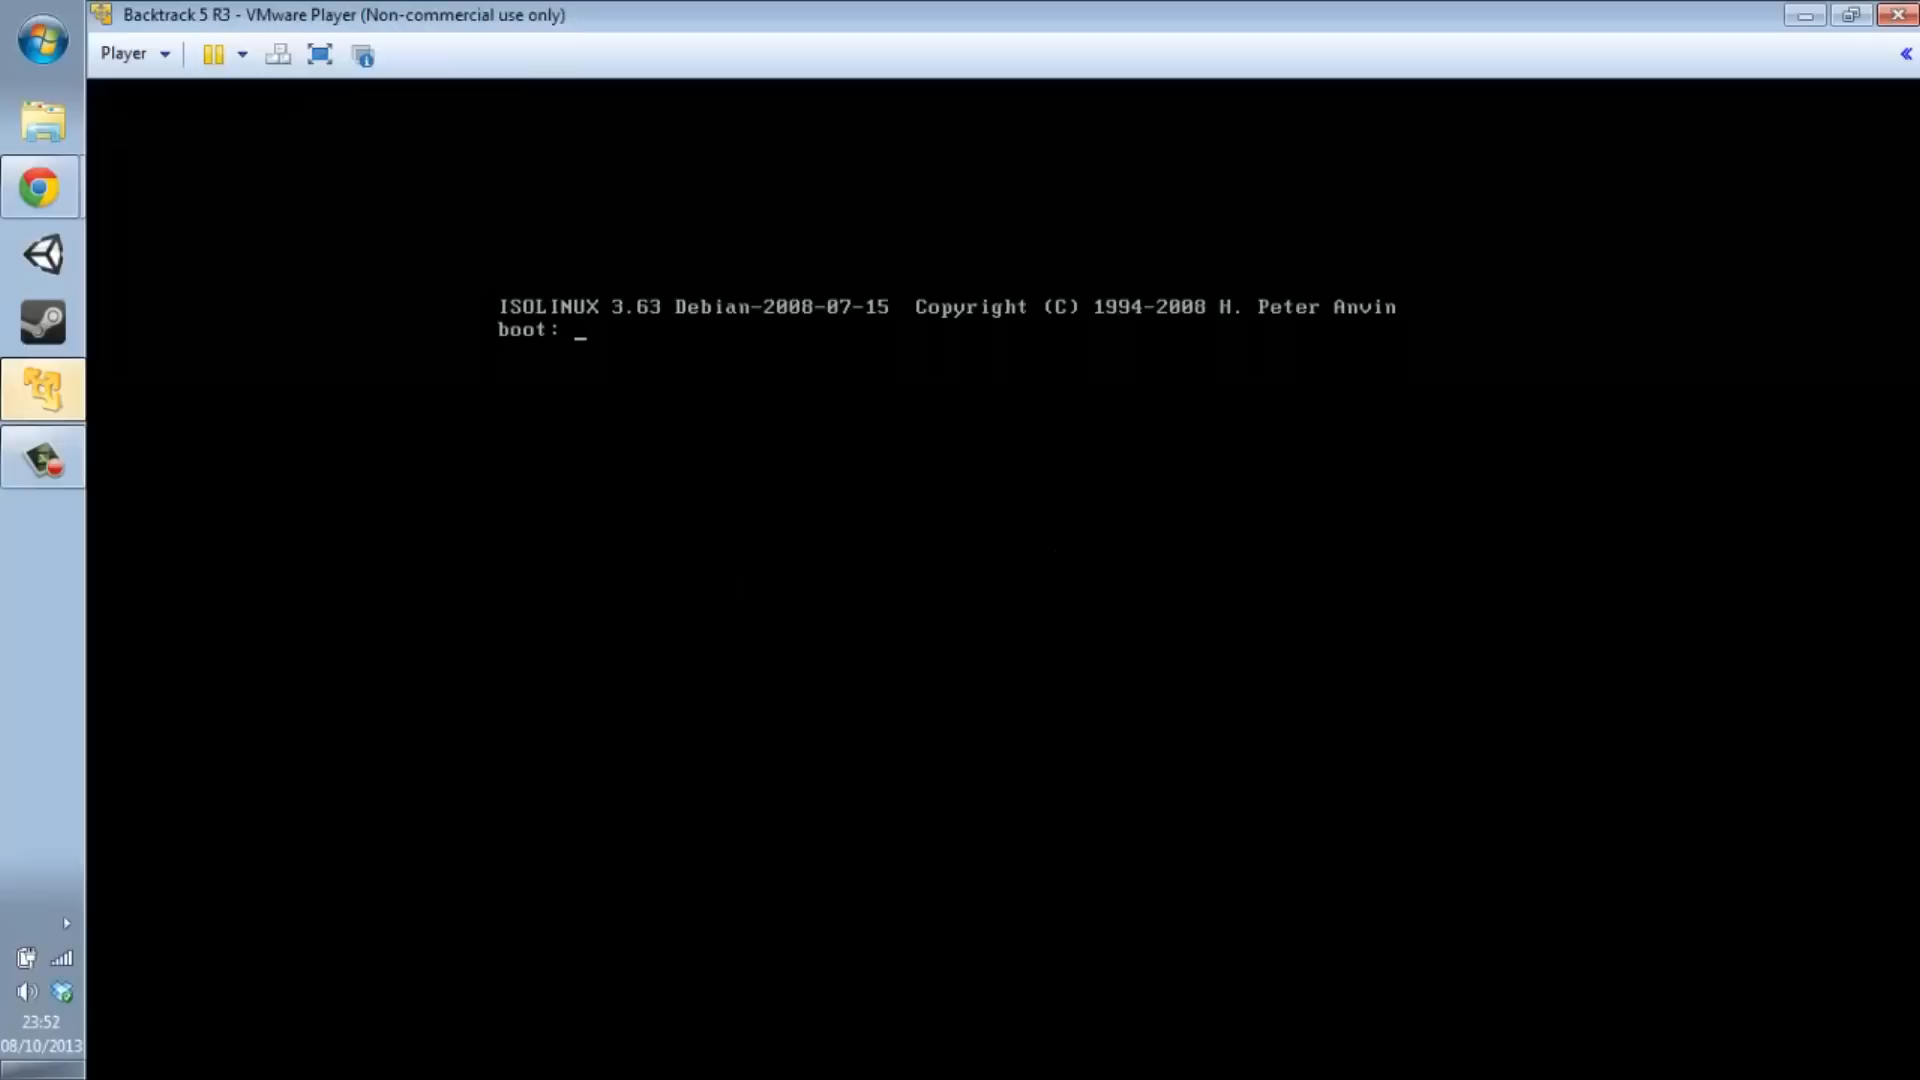 Backtrack 5 R3 - VMware Player (Non-commercial use only)
Player
ISOLINUX 3.63 Debian-2008-07-15  Copyright (C) 1994-2008 H. Peter Anvin
boot: _
23:52
08/10/2013